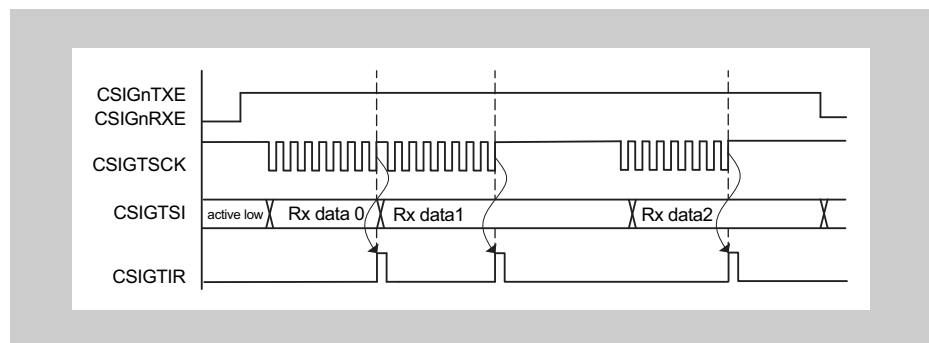 CSIGnTXE
CSIGnRXE
CSIGTSCK
CSIGTSI
active low
Rx data 0
Rx data1
Rx data2
CSIGTIR